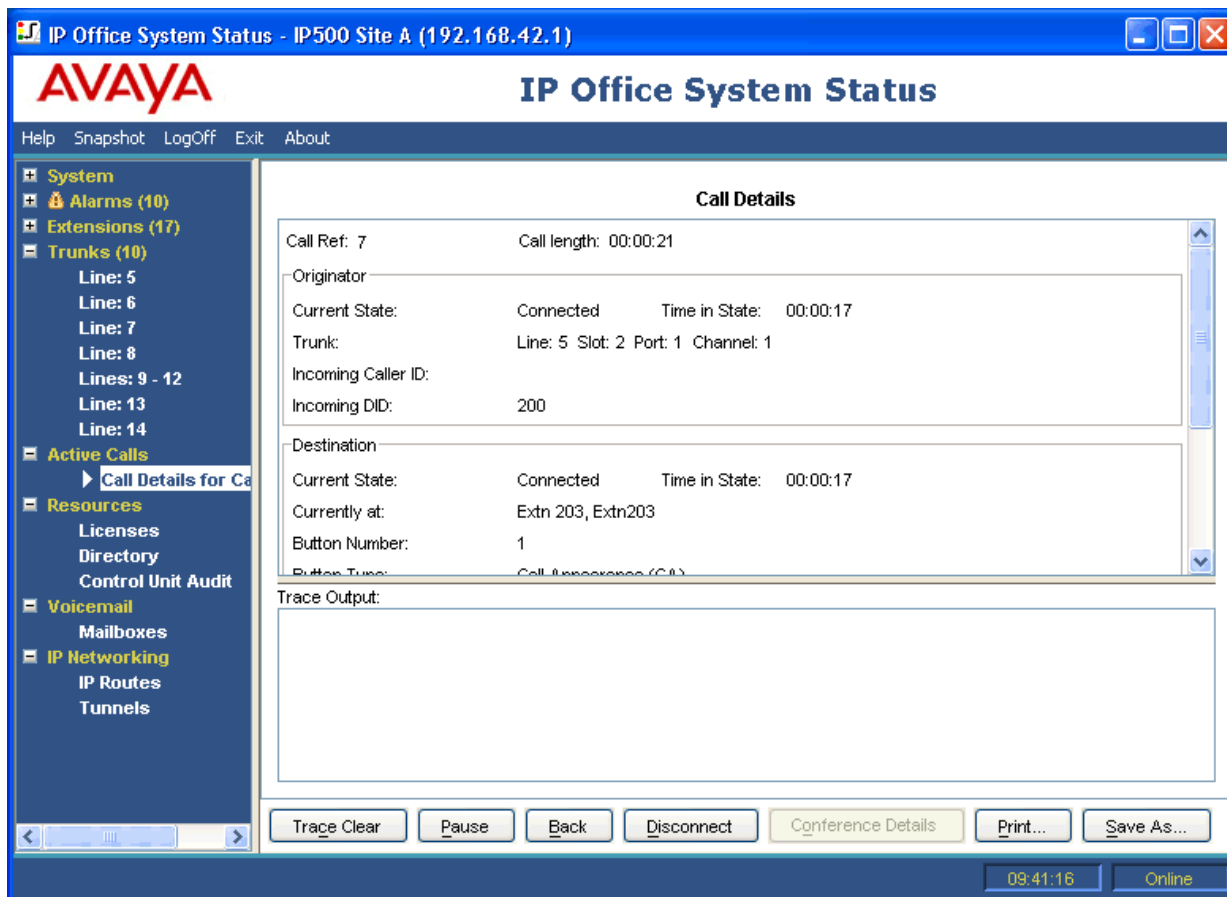 IP Office System Status - IP500 Site A (192.168.42.1)
AVAYA
IP Office System Status
Help Snapshot LogOff Exit About
System
Alarms (10)
Extensions (17)
Trunks (10)
Line: 5
Line: 6
Line: 7
Line: 8
Lines: 9 - 12
Line: 13
Line: 14
Active Calls
Call Details for Ca
Resources
Licenses
Directory
Control Unit Audit
Voicemail
Mailboxes
IP Networking
IP Routes
Tunnels
Call Details
Call Ref: 7 Call length: 00:00:21
Originator
Current State: Connected Time in State: 00:00:17
Trunk: Line: 5 Slot: 2 Port: 1 Channel: 1
Incoming Caller ID:
Incoming DID: 200
Destination
Current State: Connected Time in State: 00:00:17
Currently at: Extn 203, Extn203
Button Number: 1
Button Type: Call Appearance (CA)
Trace Output:
Trace Clear Pause Back Disconnect Conference Details Print... Save As...
09:41:16 Online